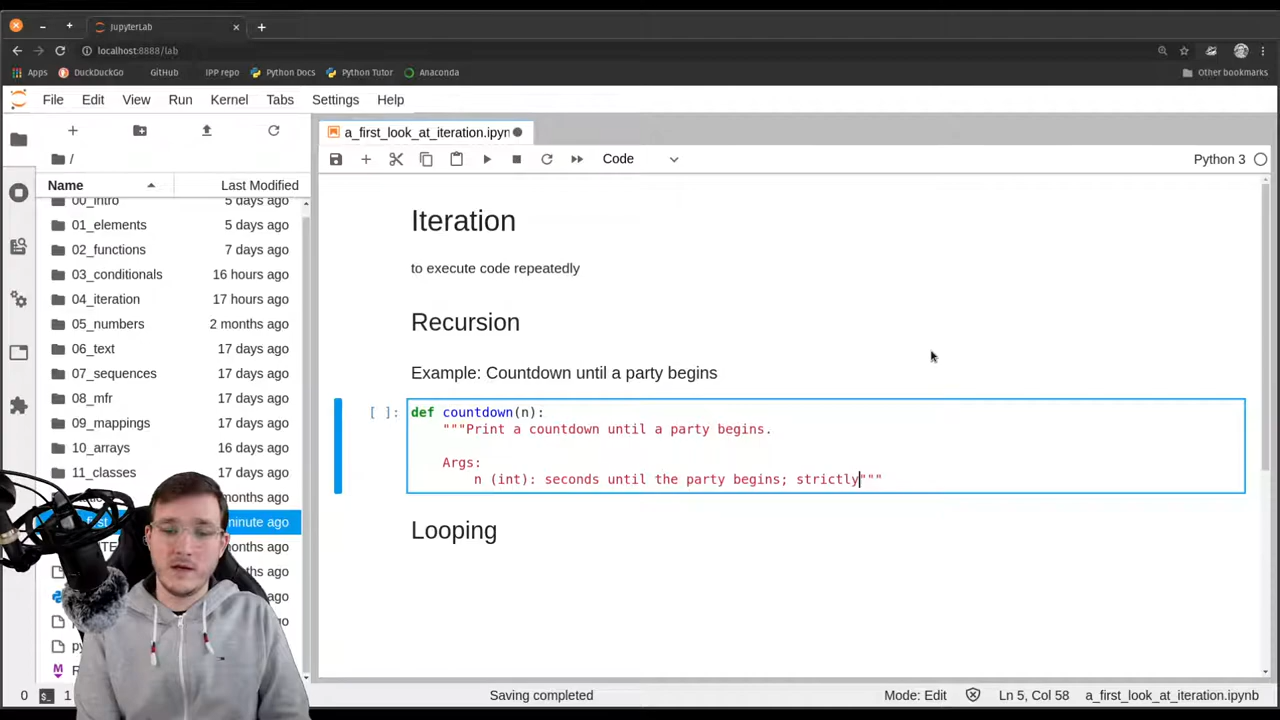 JupyterLab
localhost:8888/lab
Apps DuckDuckGo GitHub IPP repo Python Docs Python Tutor Anaconda Other bookmarks
File Edit View Run Kernel Tabs Settings Help
a_first_look_at_iteration.ipyn
/
Code
Python 3
Name Last Modified
00_intro 5 days ago
01_elements 5 days ago
02_functions 7 days ago
03_conditionals 16 hours ago
04_iteration 17 hours ago
05_numbers 2 months ago
06_text 17 days ago
07_sequences 17 days ago
08_mfr 17 days ago
09_mappings 17 days ago
10_arrays 16 days ago
11_classes 17 days ago
minute ago
Iteration
to execute code repeatedly
Recursion
Example: Countdown until a party begins
[ ]: def countdown(n):
"""Print a countdown until a party begins.
Args:
n (int): seconds until the party begins; strictly"""
Looping
0 $_ 1 Saving completed Mode: Edit Ln 5, Col 58 a_first_look_at_iteration.ipynb